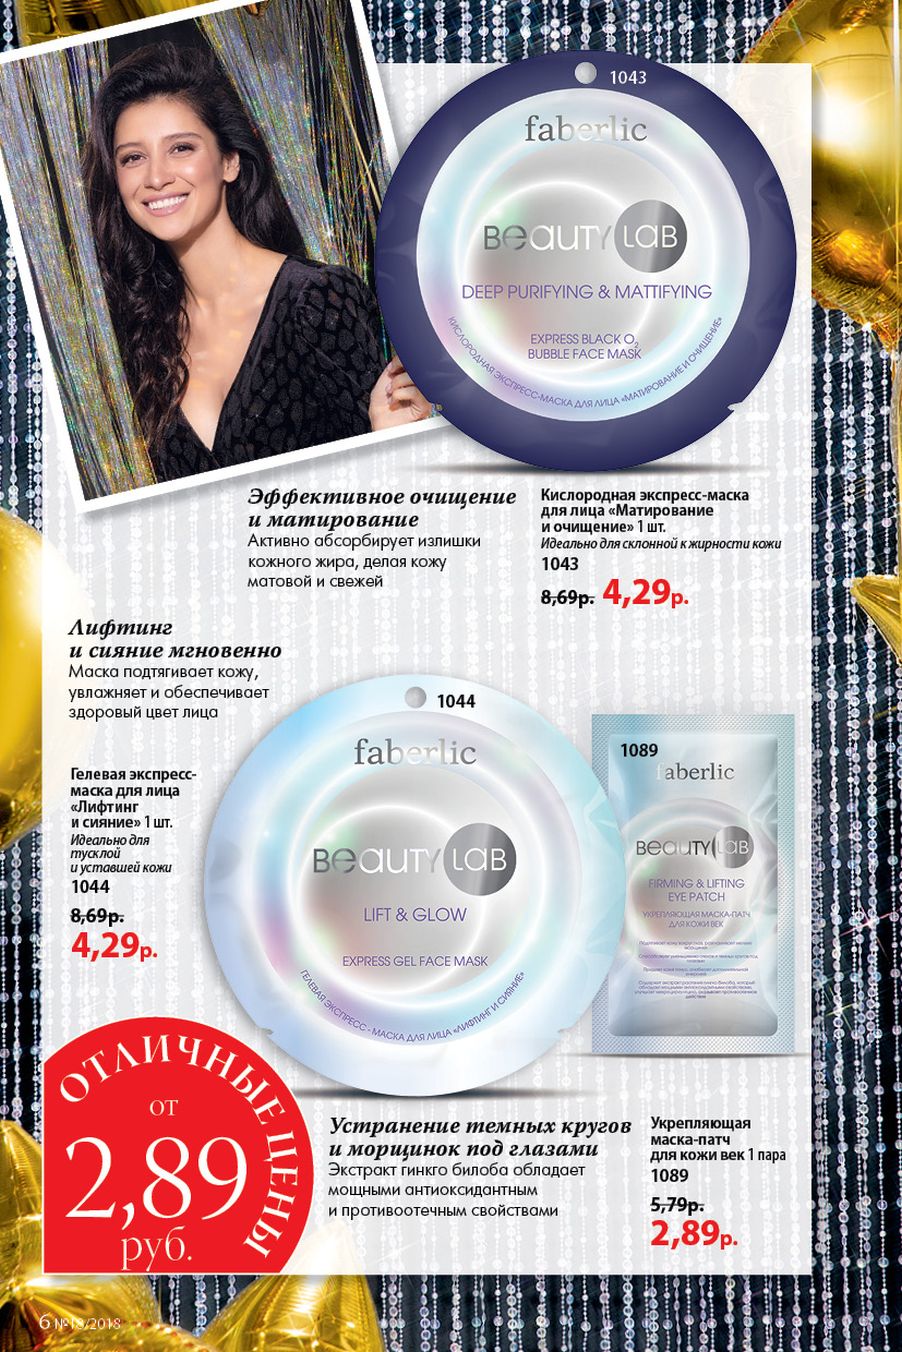 1043
faberlic
BEAUTY LAB
DEEP PURIFYING & MATTIFYING
EXPRESS BLACK O₂
BUBBLE FACE MASK
КИСЛОРОДНАЯ ЭКСПРЕСС-МАСКА ДЛЯ ЛИЦА «МАТИРОВАНИЕ И ОЧИЩЕНИЕ»
Эффективное очищение
и матирование
Активно абсорбирует излишки
кожного жира, делая кожу
матовой и свежей
Кислородная экспресс-маска
для лица «Матирование
и очищение» 1 шт.
Идеально для склонной к жирности кожи
1043
8,69р. 4,29р.
Лифтинг
и сияние мгновенно
Маска подтягивает кожу,
увлажняет и обеспечивает
здоровый цвет лица
Гелевая экспресс-
маска для лица
«Лифтинг
и сияние» 1 шт.
Идеально для
тусклой
и уставшей кожи
1044
8,69р.
4,29р.
1044
faberlic
BEAUTY LAB
LIFT & GLOW
EXPRESS GEL FACE MASK
ГЕЛЕВАЯ ЭКСПРЕСС - МАСКА ДЛЯ ЛИЦА «ЛИФТИНГ И СИЯНИЕ»
1089
faberlic
BEAUTY LAB
FIRMING & LIFTING
EYE PATCH
УКРЕПЛЯЮЩАЯ МАСКА-ПАТЧ
ДЛЯ КОЖИ ВЕК
ОТЛИЧНЫЕ ЦЕНЫ
ОТ
2,89
руб.
Устранение темных кругов
и морщинок под глазами
Экстракт гинкго билоба обладает
мощными антиоксидантным
и противоотечным свойствами
Укрепляющая
маска-патч
для кожи век 1 пара
1089
5,79р.
2,89р.
6 №18/2018